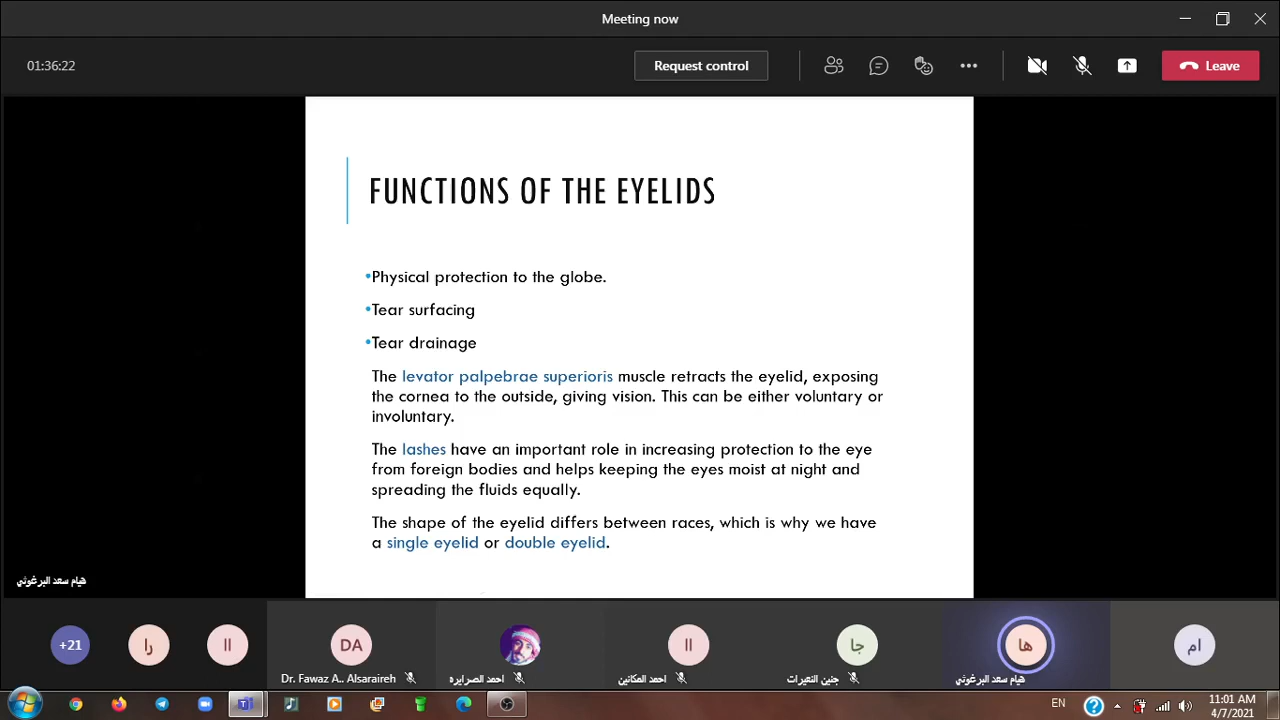 Meeting now
01:36:22
Request control
Leave
FUNCTIONS OF THE EYELIDS
•Physical protection to the globe.
•Tear surfacing
•Tear drainage
The levator palpebrae superioris muscle retracts the eyelid, exposing
the cornea to the outside, giving vision. This can be either voluntary or
involuntary.
The lashes have an important role in increasing protection to the eye
from foreign bodies and helps keeping the eyes moist at night and
spreading the fluids equally.
The shape of the eyelid differs between races, which is why we have
a single eyelid or double eyelid.
هيام سعد البرغوثي
+21
را
اا
DA
اا
جا
ها
ام
Dr. Fawaz A.. Alsaraireh
احمد الصرايره
احمد المكانين
جنين النعيرات
هيام سعد البرغوثي
EN
11:01 AM
4/7/2021